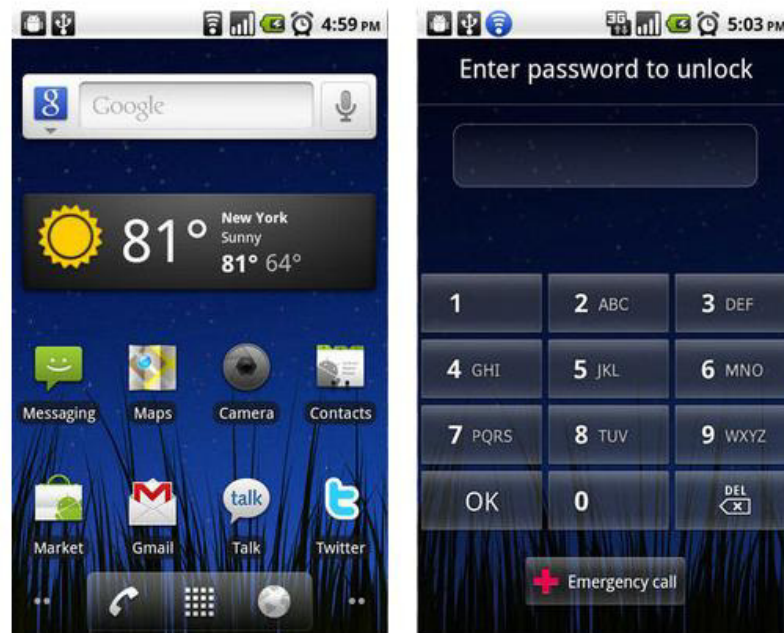 4:59 PM
8 Google
81° New York
Sunny
81° 64°
Messaging Maps Camera Contacts
talk
Market Gmail Talk Twitter
3G 5:03 PM
Enter password to unlock
1 2 ABC 3 DEF
4 GHI 5 JKL 6 MNO
7 PQRS 8 TUV 9 WXYZ
OK 0 DEL
Emergency call